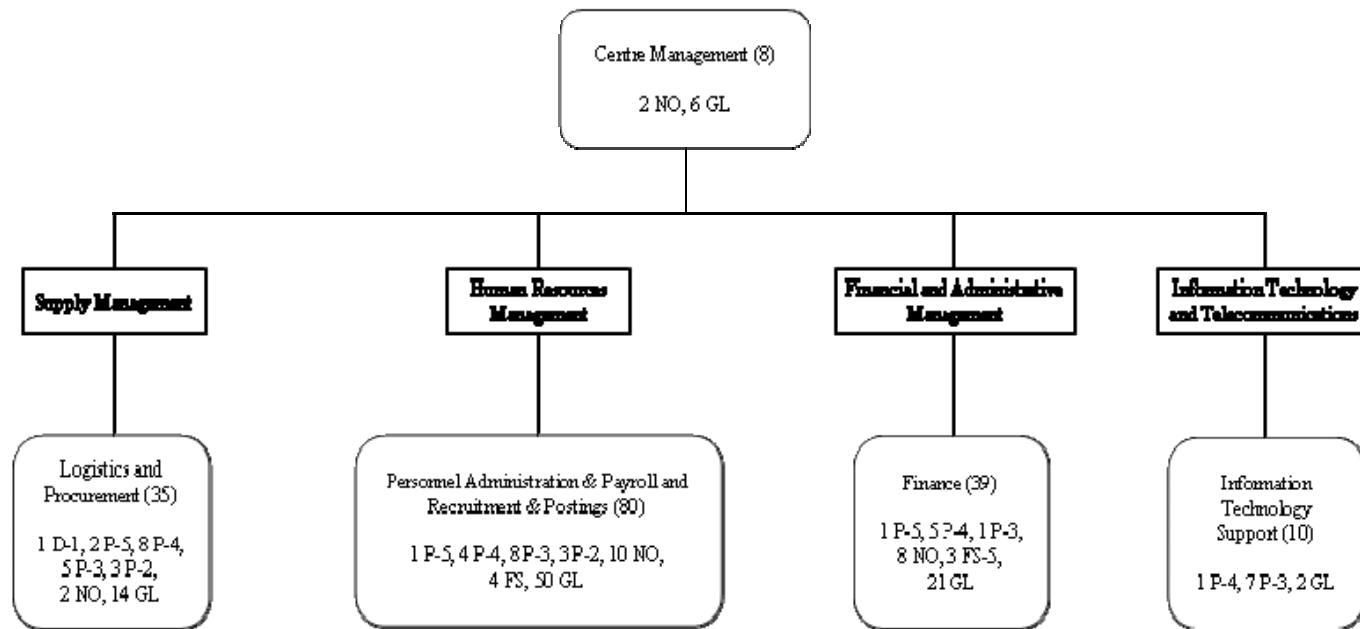 Centre Management (8)
2 NO, 6 GL
Supply Management
Human Resources
Management
Financial and Administrative
Management
Information Technology
and Telecommunications
Logistics and
Procurement (35)
1 D-1, 2 P-5, 8 P-4,
5 P-3, 3 P-2,
2 NO, 14 GL
Personnel Administration & Payroll and
Recruitment & Postings (80)
1 P-5, 4 P-4, 8 P-3, 3 P-2, 10 NO,
4 FS, 50 GL
Finance (39)
1 P-5, 5 P-4, 1 P-3,
8 NO, 3 FS-5,
21 GL
Information
Technology
Support (10)
1 P-4, 7 P-3, 2 GL